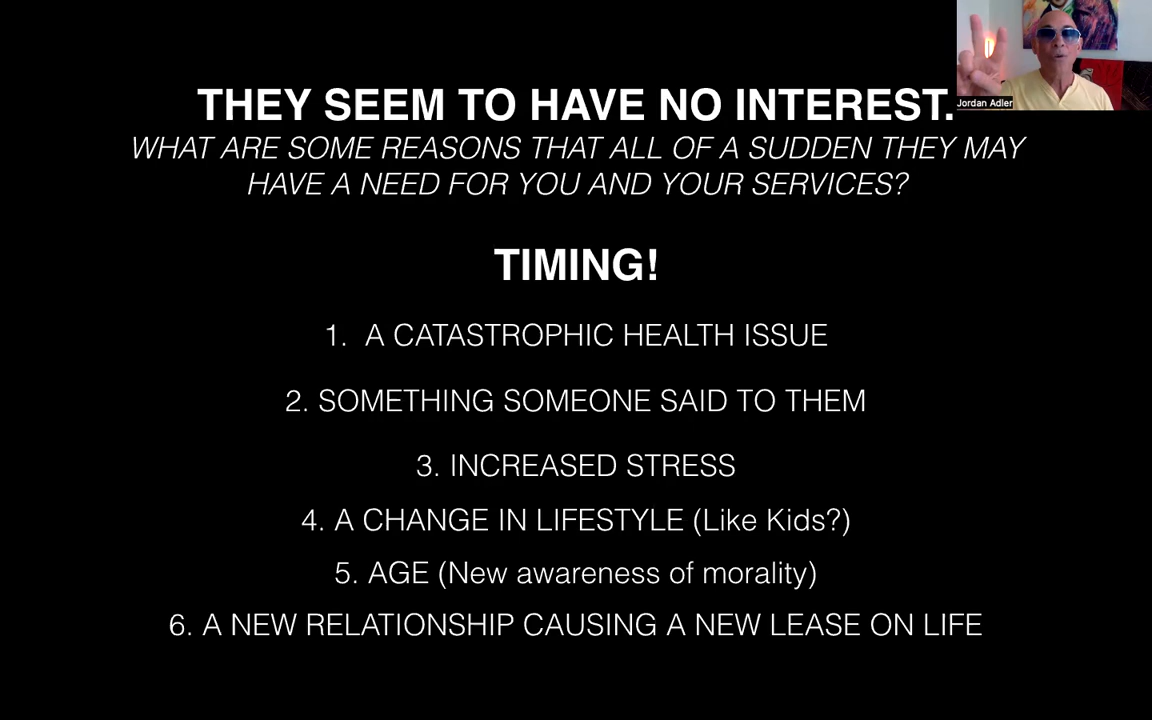 THEY SEEM TO HAVE NO INTEREST.
WHAT ARE SOME REASONS THAT ALL OF A SUDDEN THEY MAY
HAVE A NEED FOR YOU AND YOUR SERVICES?
TIMING!
1. A CATASTROPHIC HEALTH ISSUE
2. SOMETHING SOMEONE SAID TO THEM
3. INCREASED STRESS
4. A CHANGE IN LIFESTYLE (Like Kids?)
5. AGE (New awareness of morality)
6. A NEW RELATIONSHIP CAUSING A NEW LEASE ON LIFE
Jordan Adler